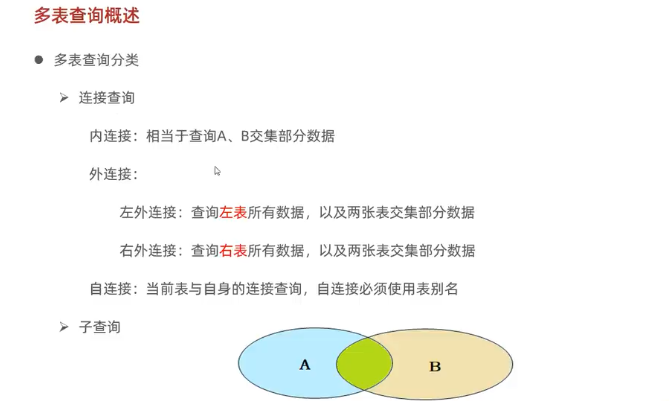 多表查询概述
● 多表查询分类
➢ 连接查询
内连接：相当于查询A、B交集部分数据
外连接：
左外连接：查询左表所有数据，以及两张表交集部分数据
右外连接：查询右表所有数据，以及两张表交集部分数据
自连接：当前表与自身的连接查询，自连接必须使用表别名
➢ 子查询
A
B